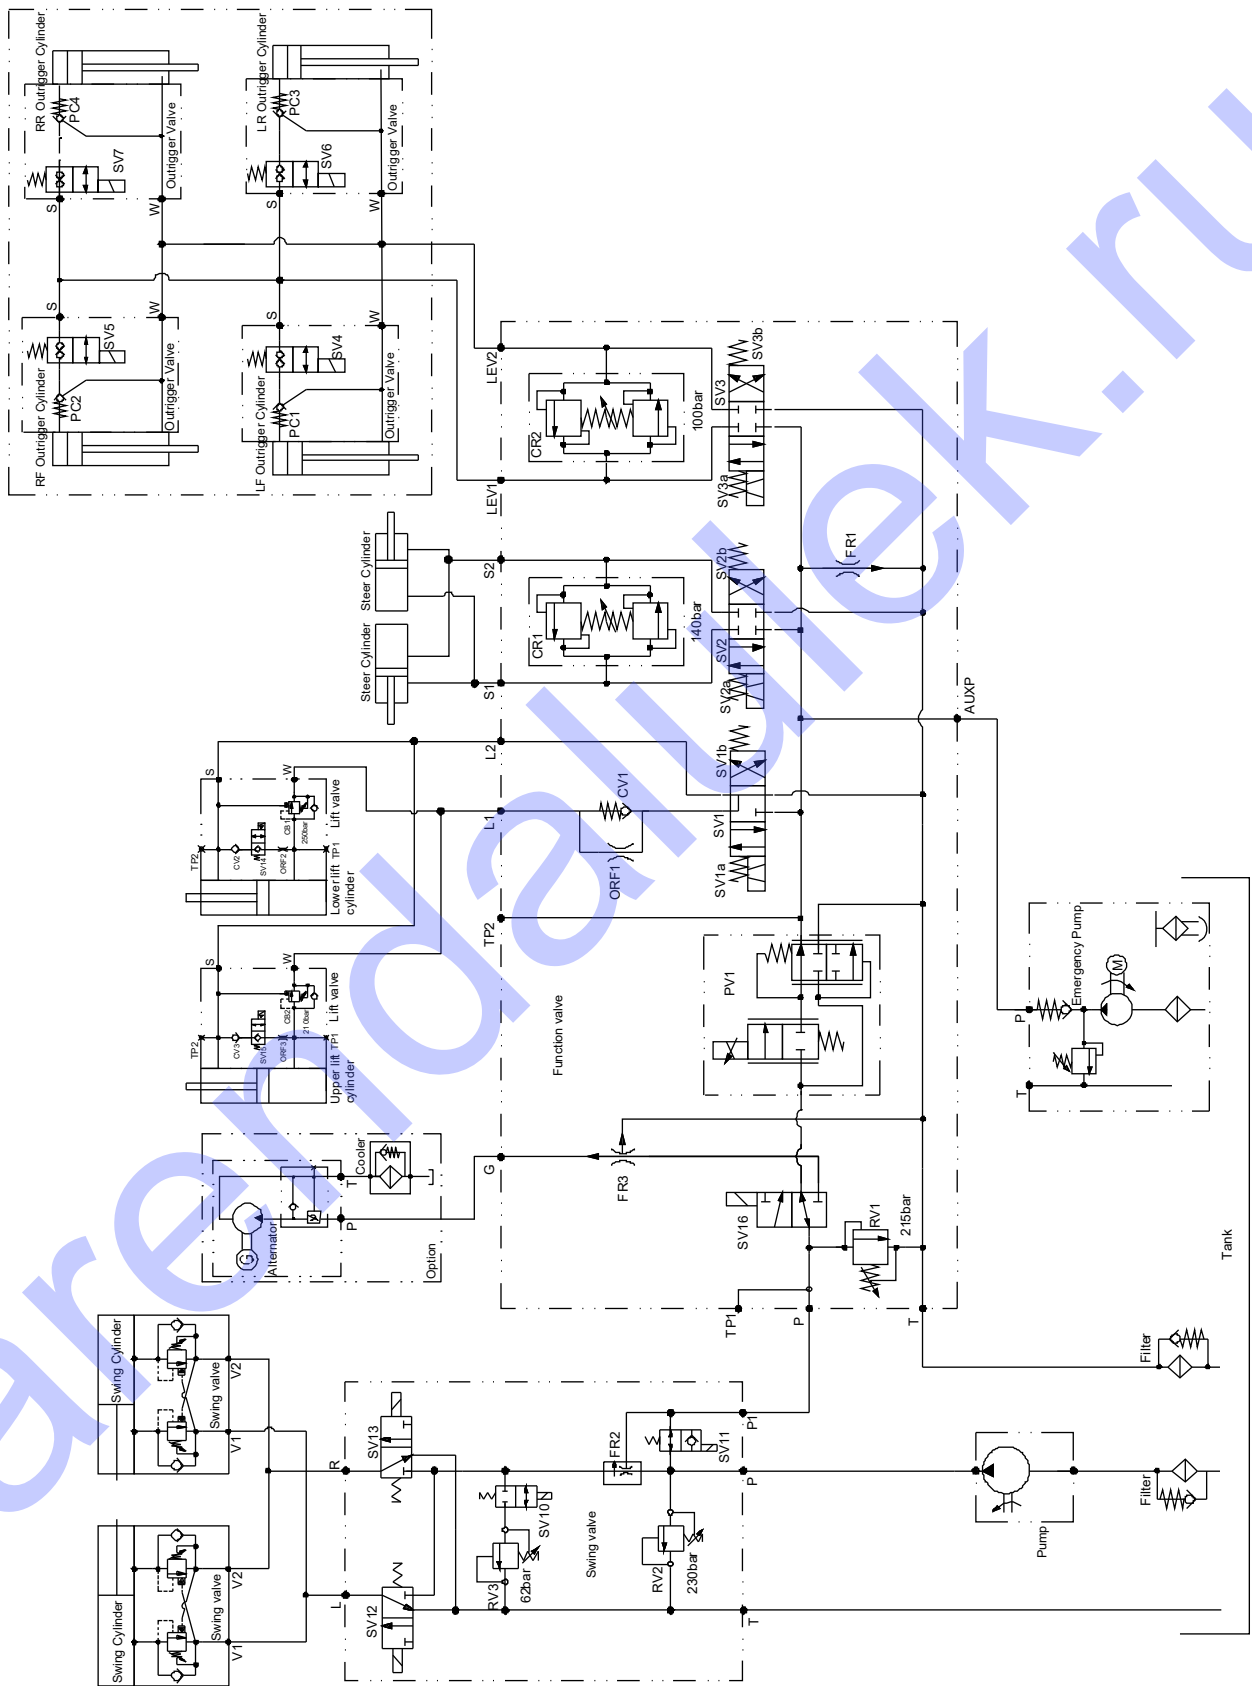 RR Outrigger Cylinder
PC4
SV7
Outrigger Valve
S
W
LR Outrigger Cylinder
PC3
SV6
Outrigger Valve
S
W
RF Outrigger Cylinder
PC2
SV5
Outrigger Valve
S
W
LF Outrigger Cylinder
PC1
SV4
Outrigger Valve
S
W
LEV2
LEV1
CR2
100bar
SV3
SV3b
SV3a
Steer Cylinder
Steer Cylinder
S2
S1
CR1
140bar
SV2
SV2b
SV2a
FR1
AUXP
TP2
S
W
CV2
SV14
ORF2
CB1
250bar
Lift valve
TP1
Lower lift
cylinder
L2
L1
CV1
ORF1
SV1
SV1b
SV1a
TP2
S
W
CV3
SV15
ORF3
CB2
210bar
Lift valve
TP1
Upper lift
cylinder
TP2
PV1
Function valve
Emergency Pump
M
P
T
Cooler
T
P
G
Alternator
Option
G
FR3
SV16
RV1
215bar
TP1
P
T
Tank
Swing Cylinder
Swing valve
V2
V1
Swing Cylinder
Swing valve
V2
V1
R
L
SV13
SV12
SV10
RV3
62bar
FR2
SV11
RV2
230bar
Swing valve
P1
P
T
Pump
Filter
Filter
arendalulek.ru